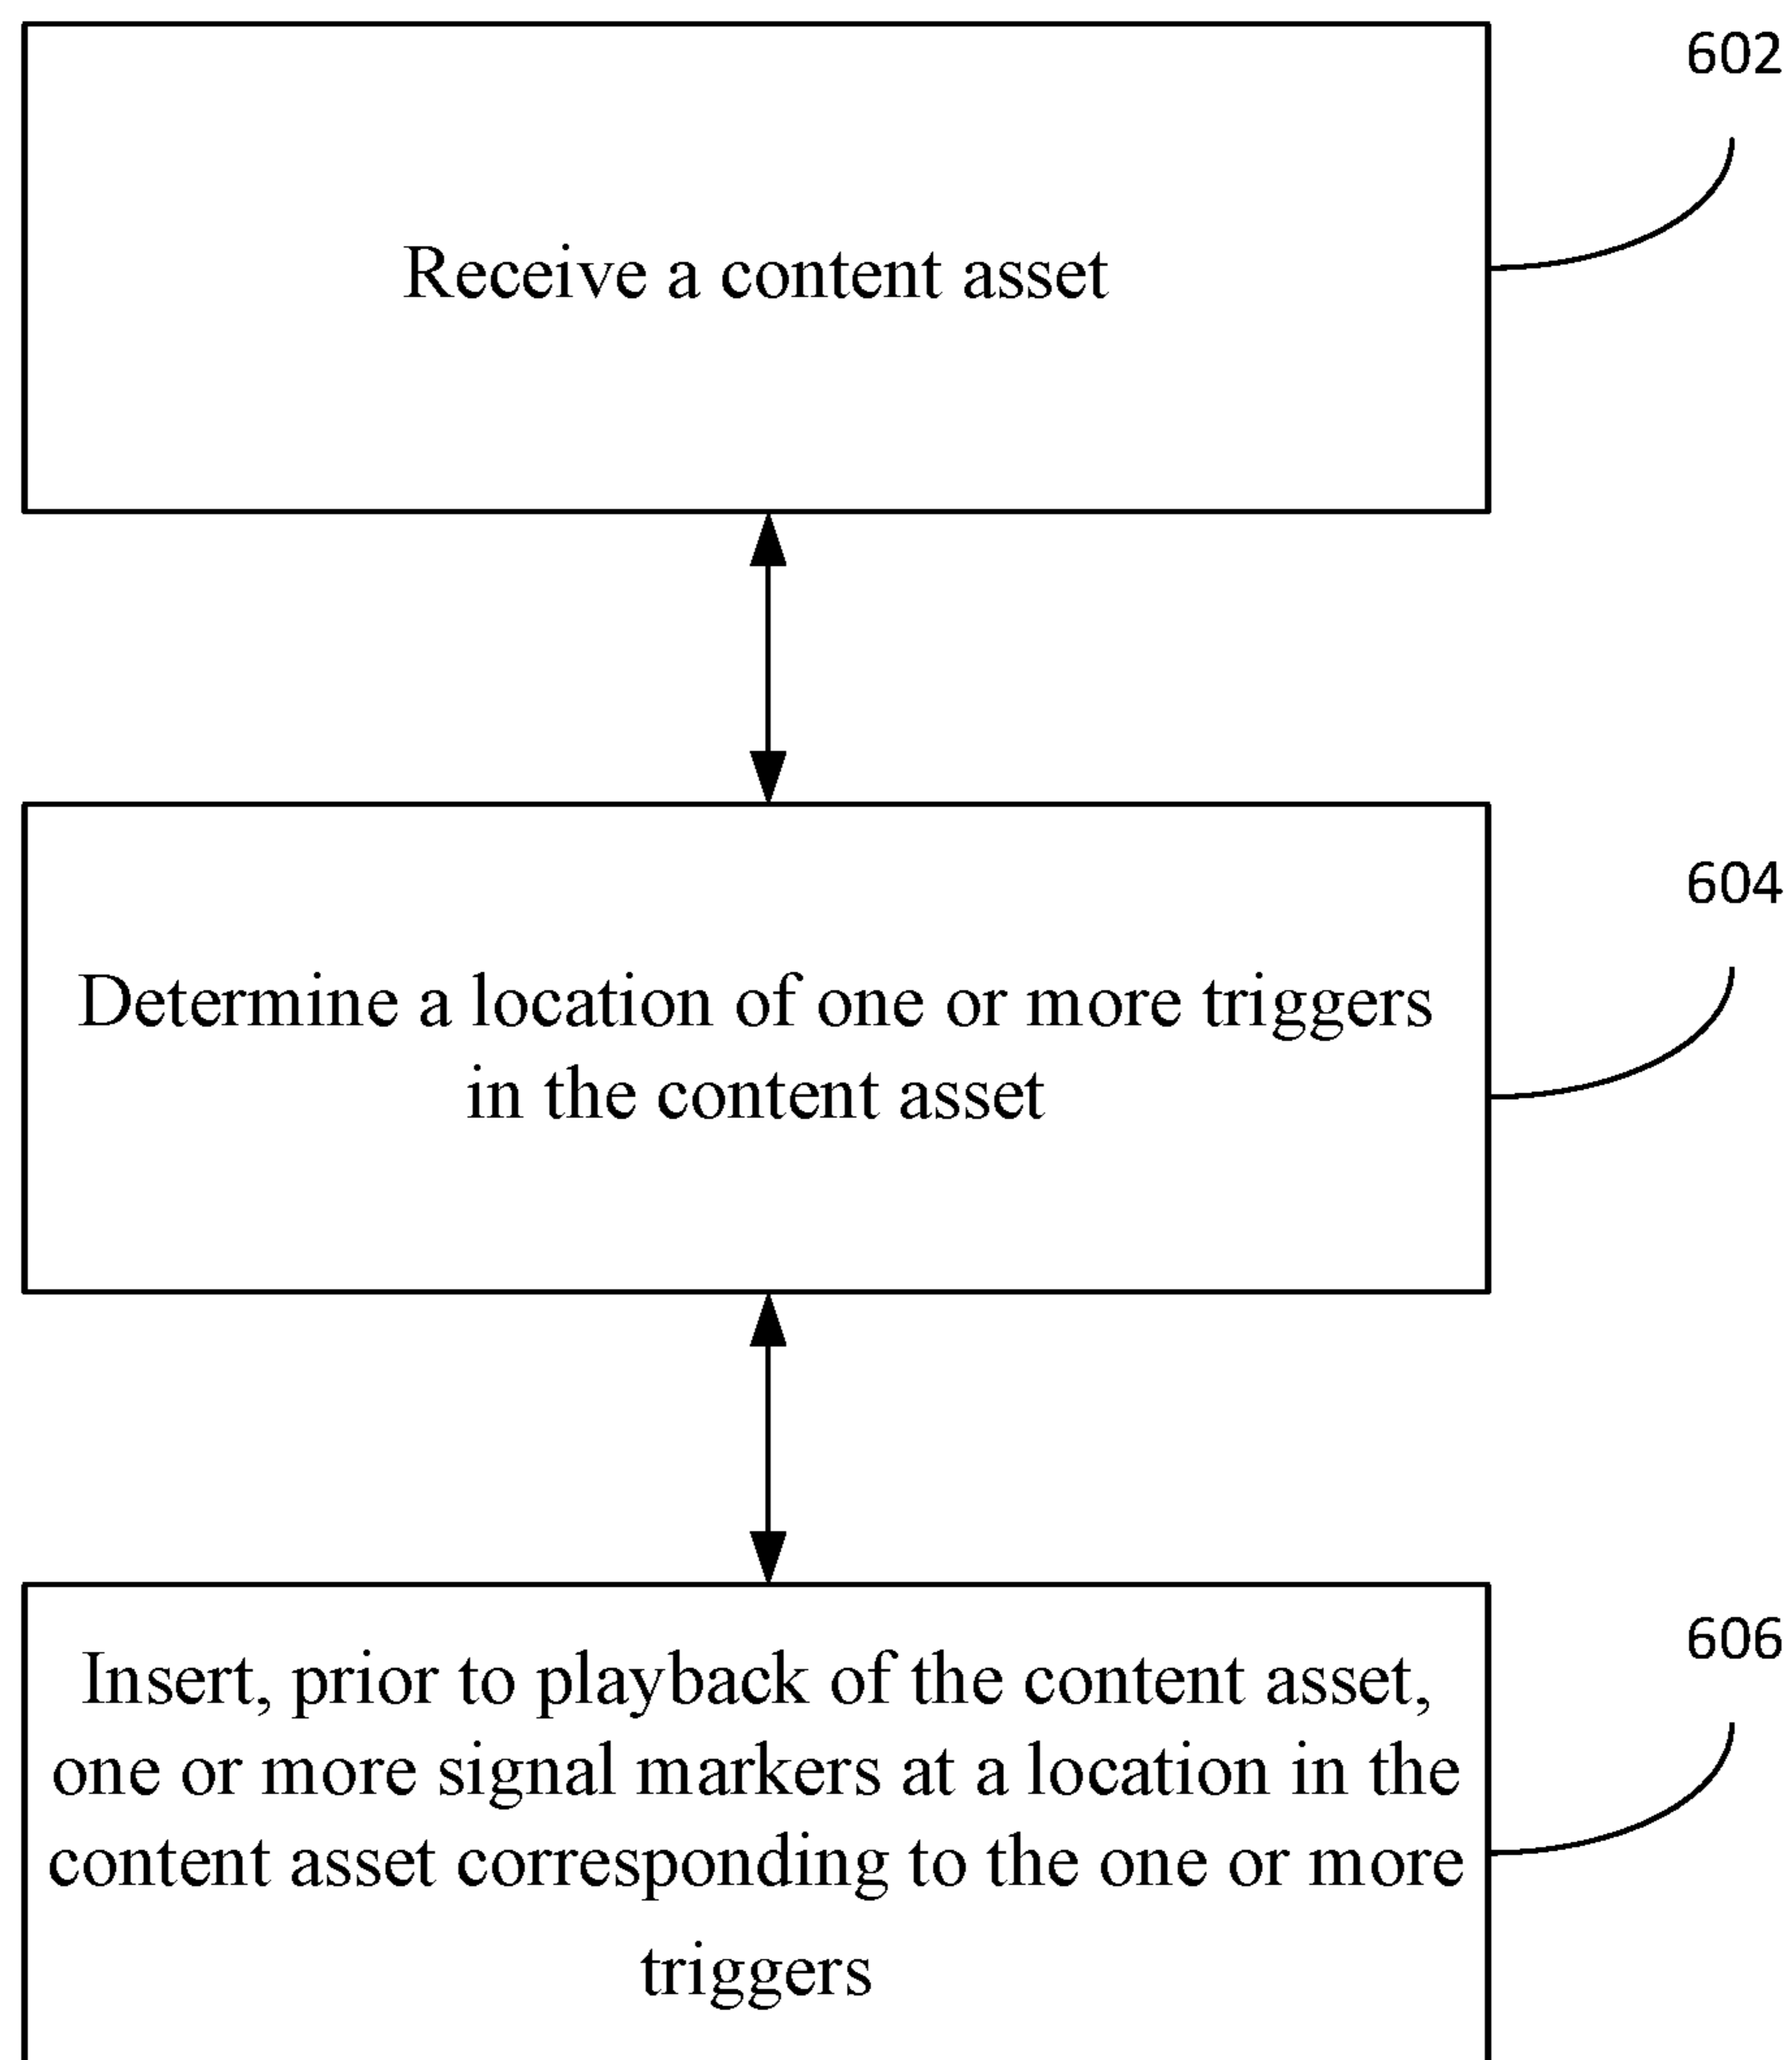 602
Receive a content asset
604
Determine a location of one or more triggers
in the content asset
606
Insert, prior to playback of the content asset,
one or more signal markers at a location in the
content asset corresponding to the one or more
triggers